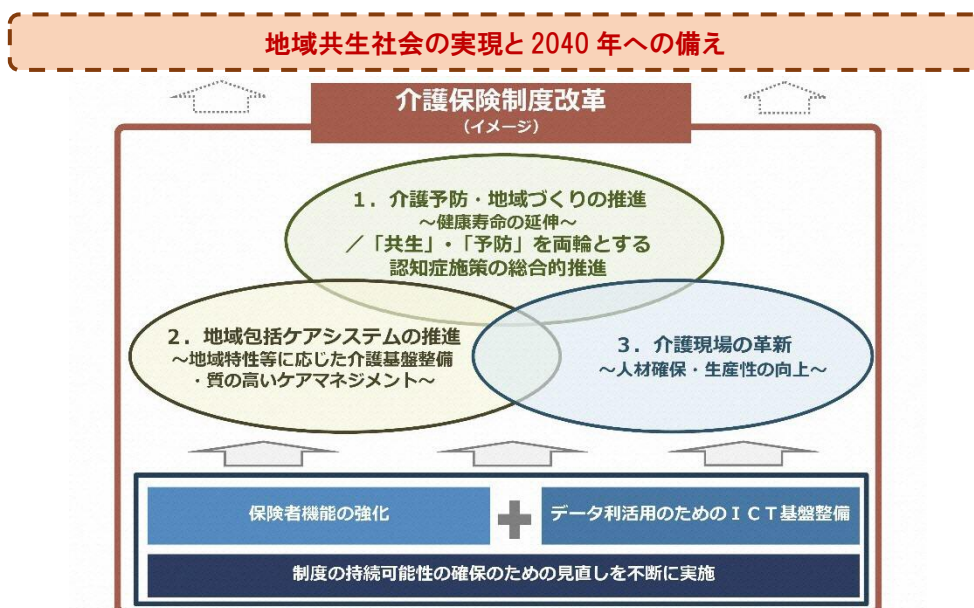 地域共生社会の実現と2040年への備え
介護保険制度改革
（イメージ）
１．介護予防・地域づくりの推進
～健康寿命の延伸～
／「共生」・「予防」を両輪とする
認知症施策の総合的推進
２．地域包括ケアシステムの推進
～地域特性等に応じた介護基盤整備
・質の高いケアマネジメント～
３．介護現場の革新
～人材確保・生産性の向上～
保険者機能の強化
データ利活用のためのＩＣＴ基盤整備
制度の持続可能性の確保のための見直しを不断に実施